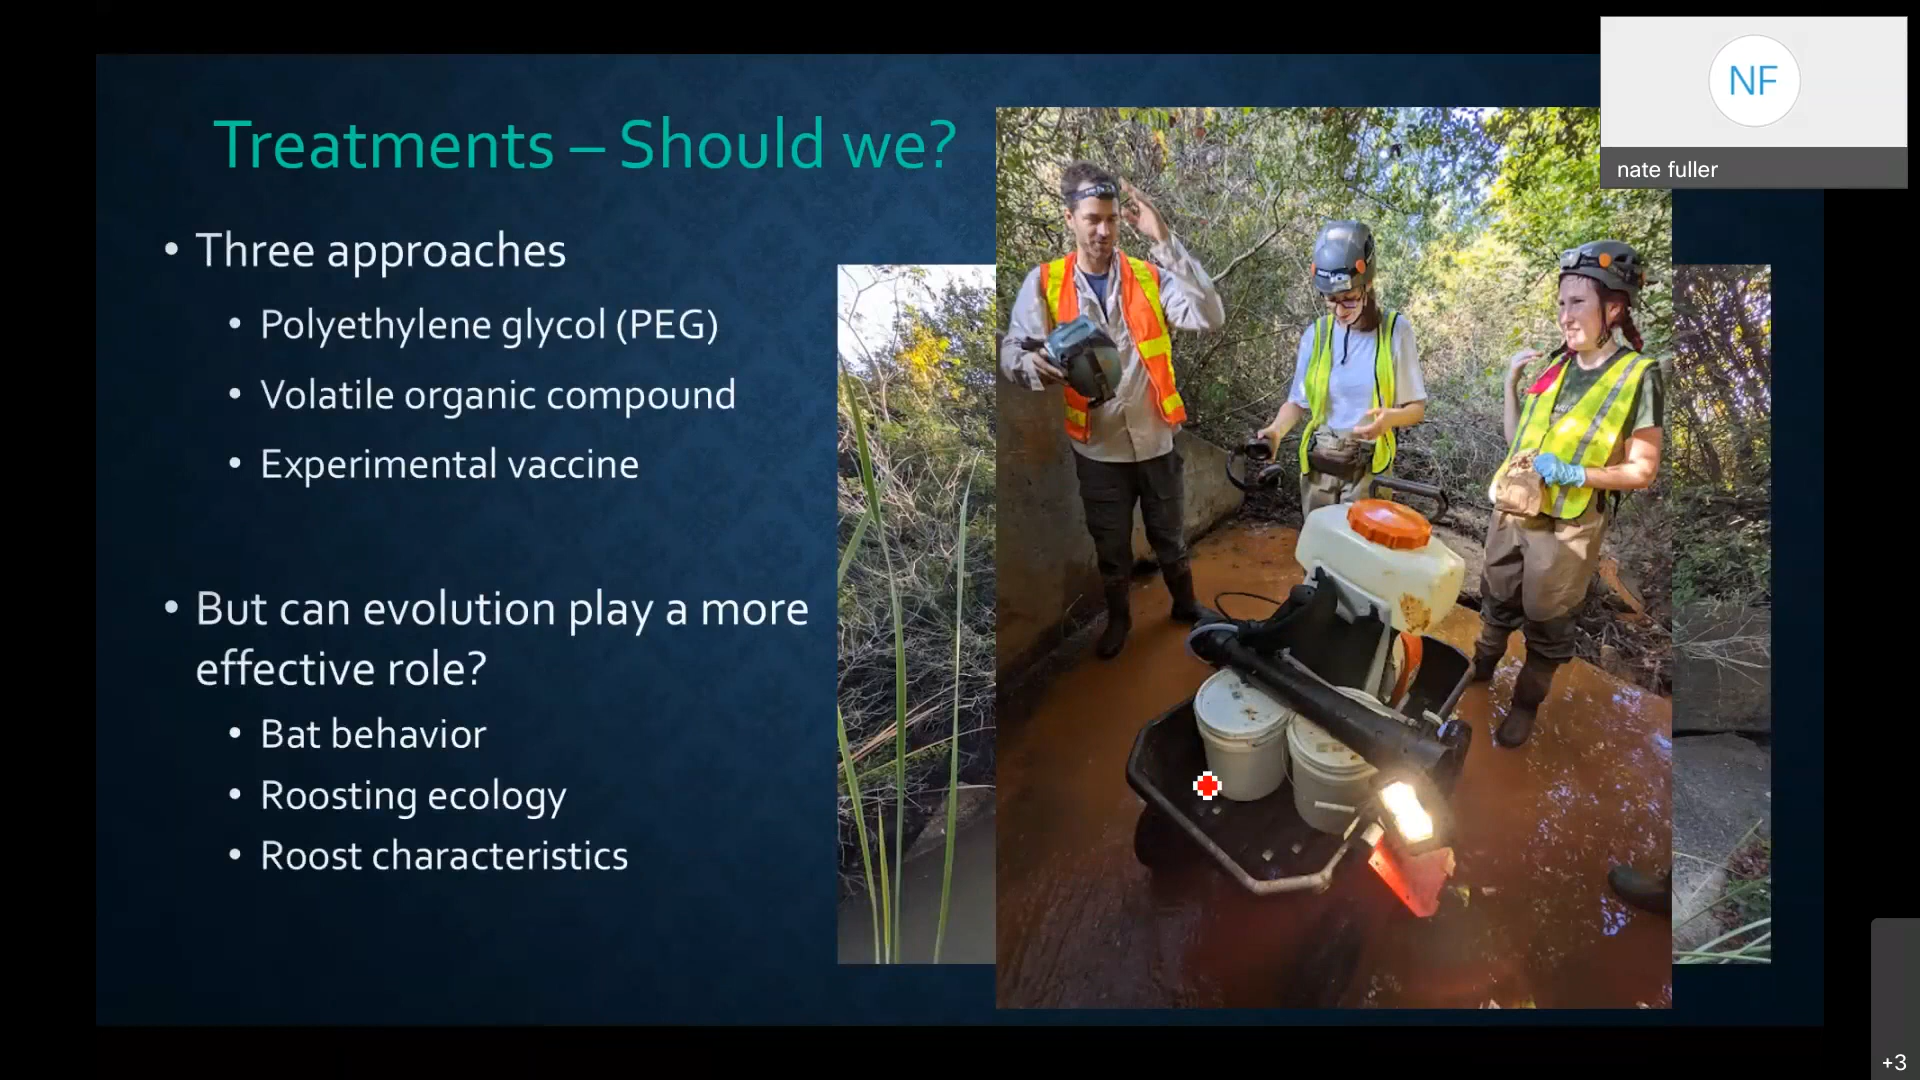 Treatments – Should we?
• Three approaches
• Polyethylene glycol (PEG)
• Volatile organic compound
• Experimental vaccine
• But can evolution play a more
effective role?
• Bat behavior
• Roosting ecology
• Roost characteristics
NF
nate fuller
+3